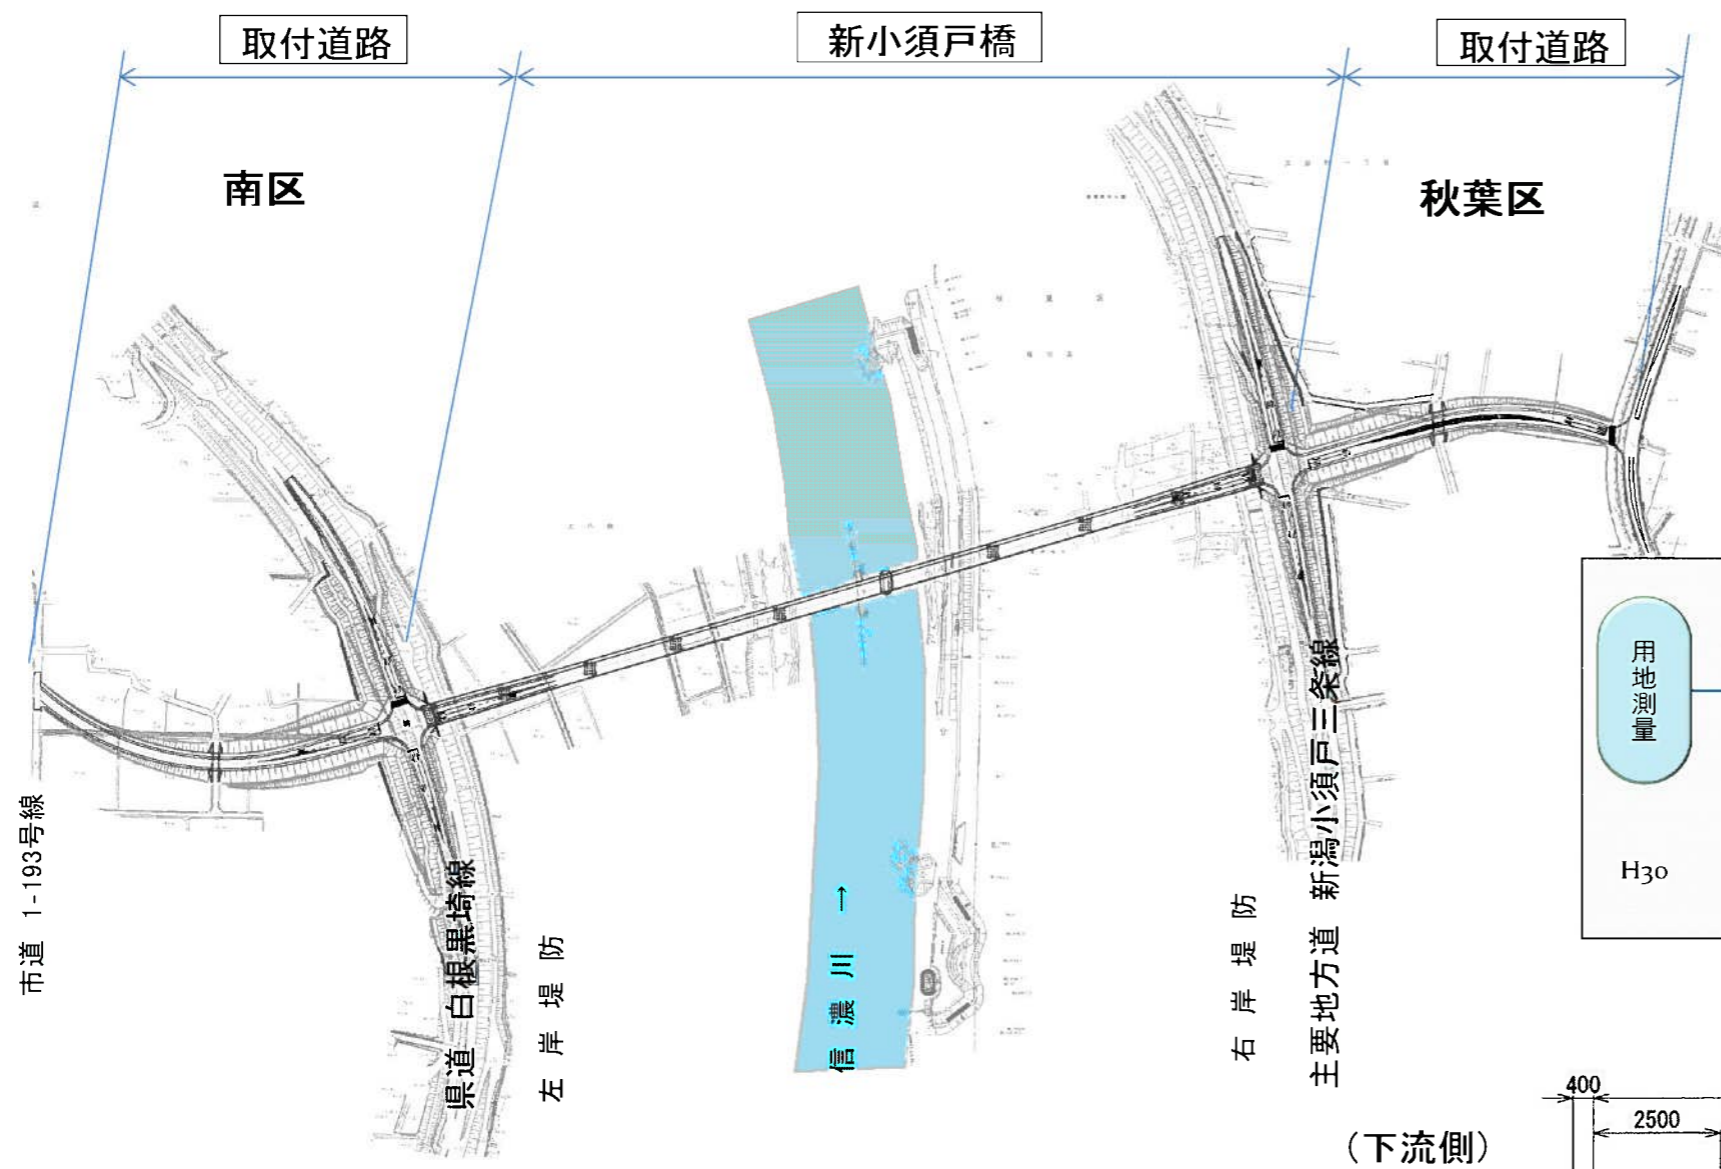 取付道路
新小須戸橋
取付道路
南区
秋葉区
市道 1-193号線
県道 白根黒埼線
左岸堤防
信濃川 →
右岸堤防
主要地方道 新潟小須戸三条線
用地測量
H30
400
2500
(下流側)